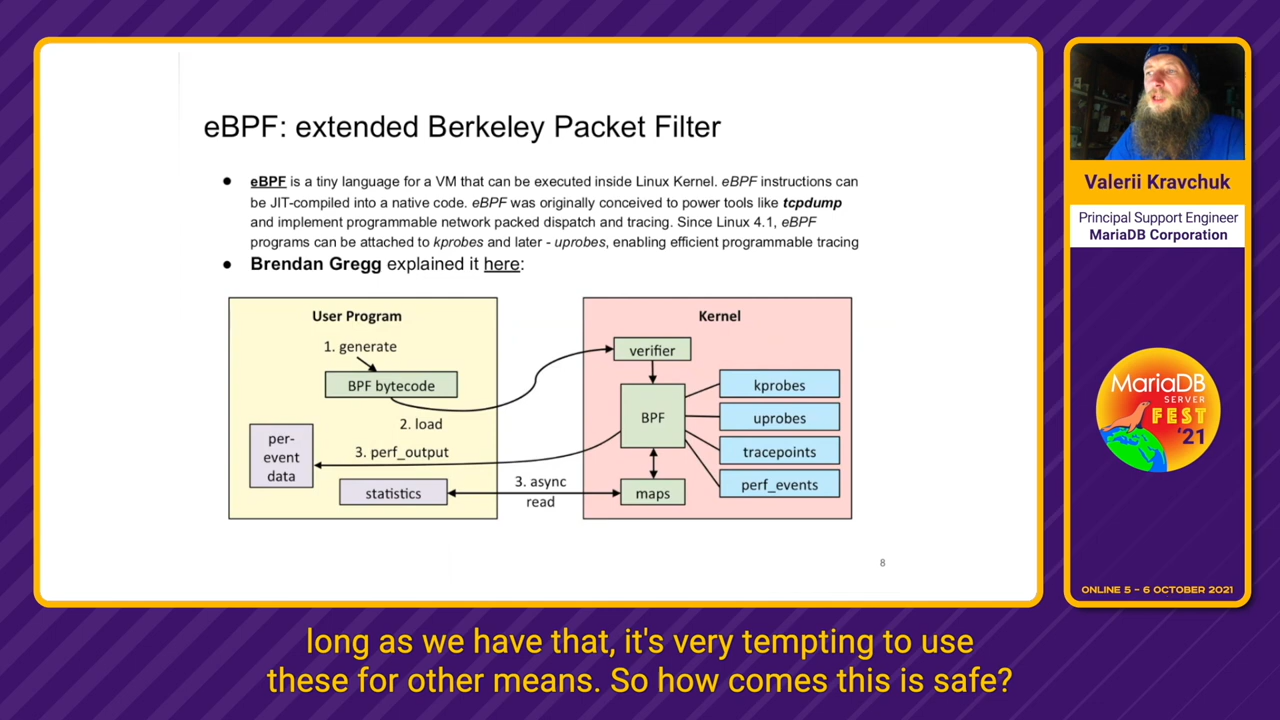 eBPF: extended Berkeley Packet Filter
● eBPF is a tiny language for a VM that can be executed inside Linux Kernel. eBPF instructions can
be JIT-compiled into a native code. eBPF was originally conceived to power tools like tcpdump
and implement programmable network packed dispatch and tracing. Since Linux 4.1, eBPF
programs can be attached to kprobes and later - uprobes, enabling efficient programmable tracing
● Brendan Gregg explained it here:
User Program
1. generate
BPF bytecode
2. load
per-
event
data
3. perf_output
statistics
3. async
read
Kernel
verifier
BPF
maps
kprobes
uprobes
tracepoints
perf_events
8
Valerii Kravchuk
Principal Support Engineer
MariaDB Corporation
MariaDB
SERVER
FEST
'21
ONLINE 5 - 6 OCTOBER 2021
long as we have that, it's very tempting to use
these for other means. So how comes this is safe?